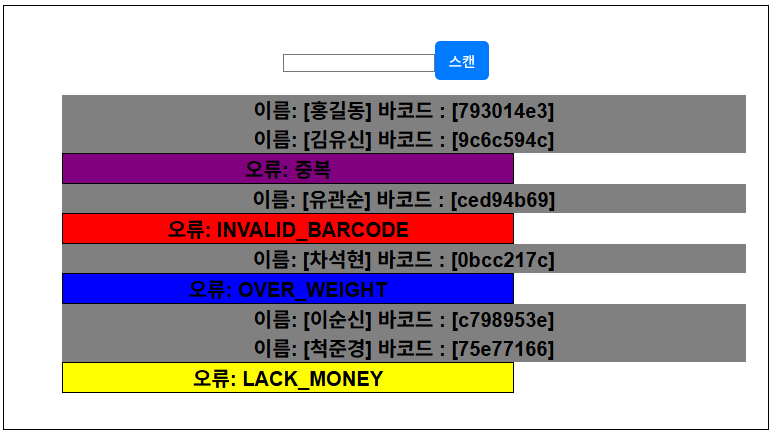 스캔
이름: [홍길동] 바코드 : [793014e3]
이름: [김유신] 바코드 : [9c6c594c]
오류: 중복
이름: [유관순] 바코드 : [ced94b69]
오류: INVALID_BARCODE
이름: [차석현] 바코드 : [0bcc217c]
오류: OVER_WEIGHT
이름: [이순신] 바코드 : [c798953e]
이름: [척준경] 바코드 : [75e77166]
오류: LACK_MONEY